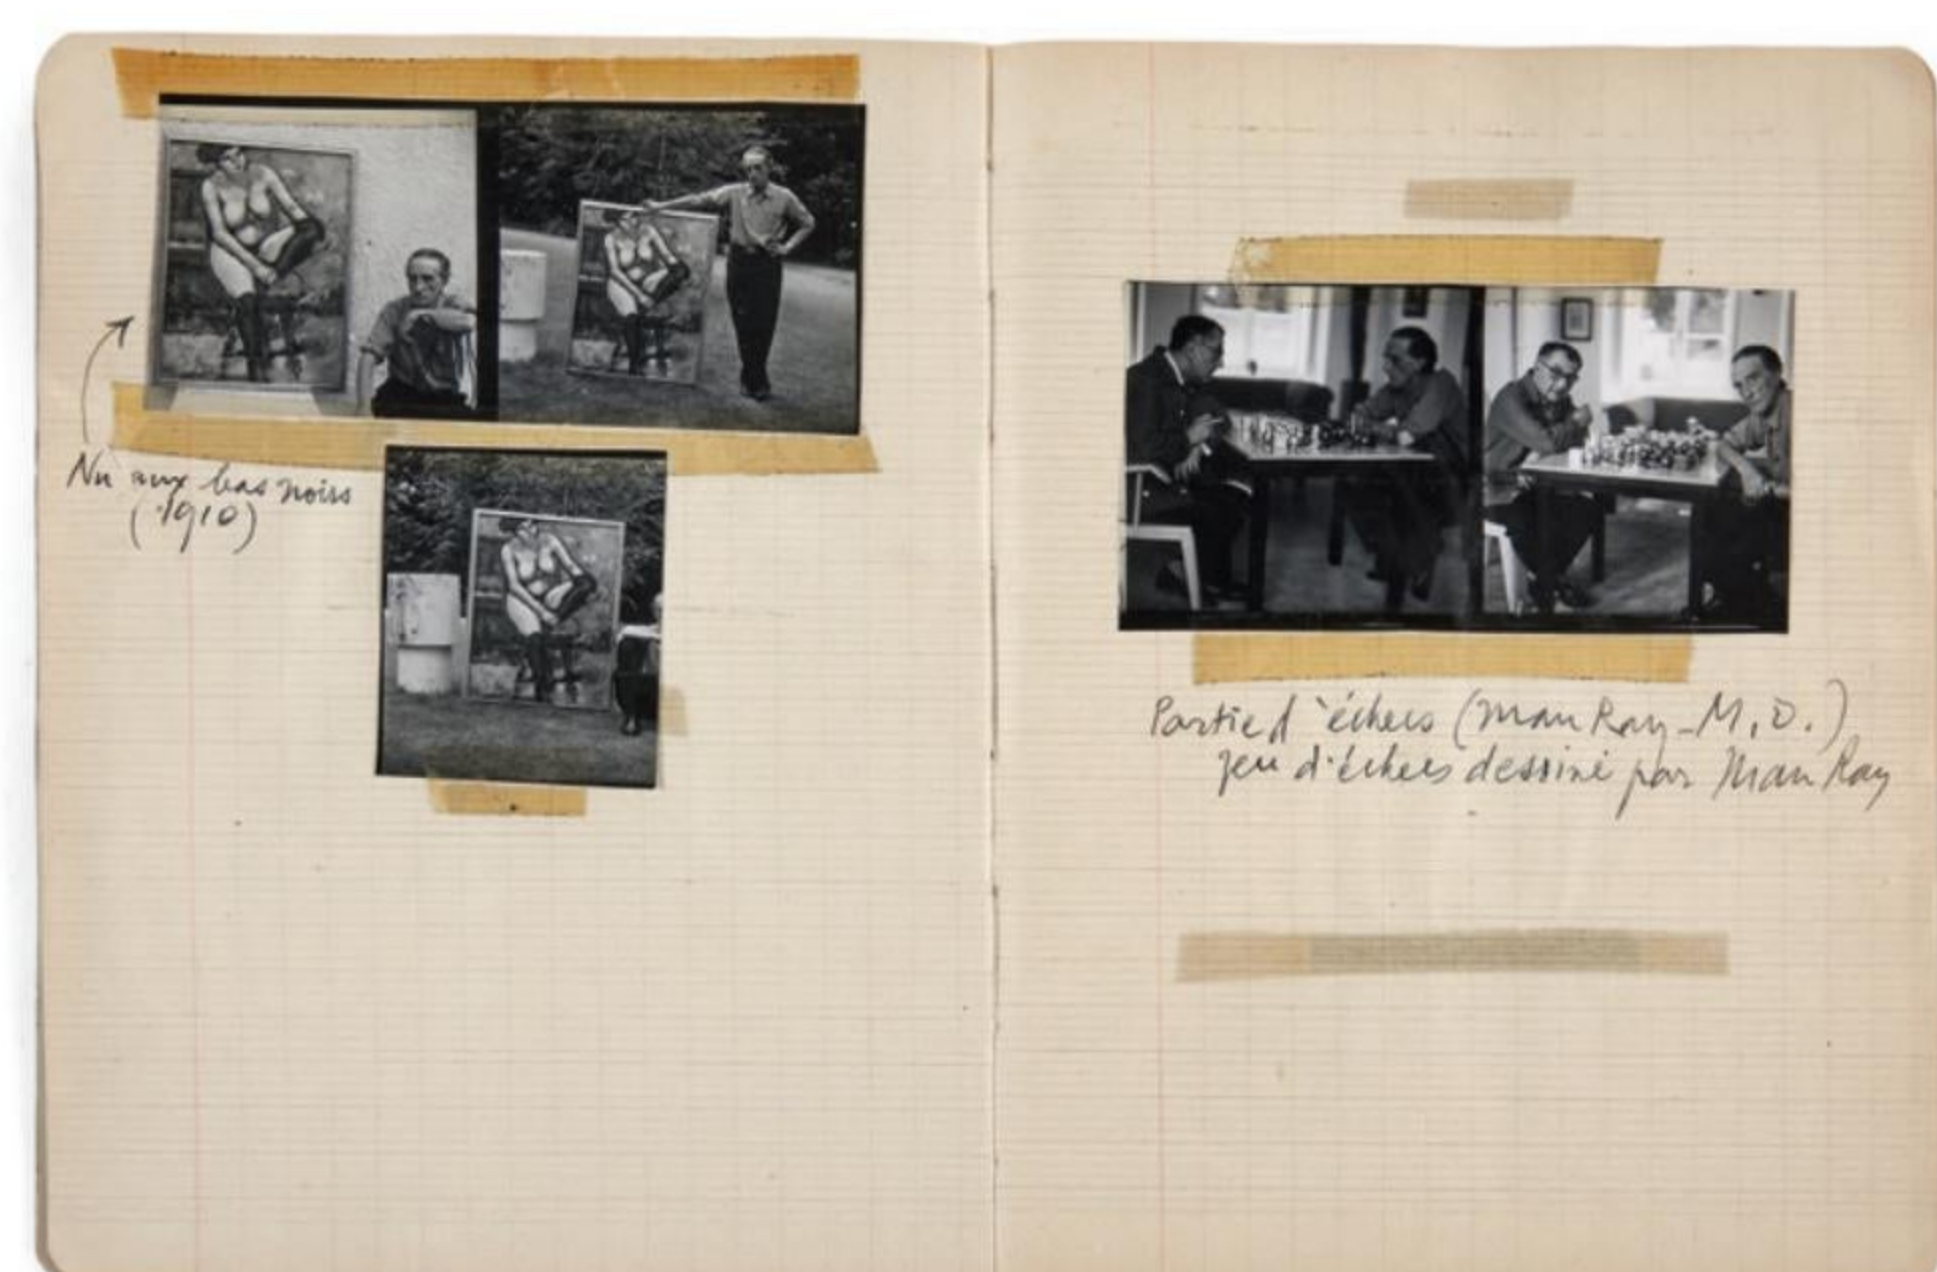 Nu aux bas noirs
(1910)
Partie d'échecs (Man Ray - M.D.)
jeu d'échecs dessiné par Man Ray